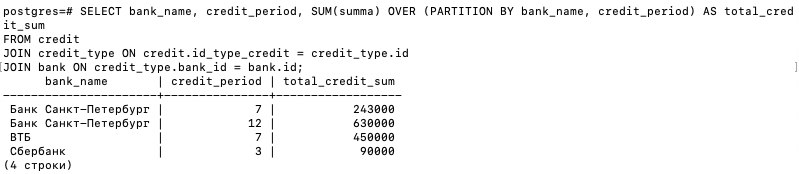 postgres=# SELECT bank_name, credit_period, SUM(summa) OVER (PARTITION BY bank_name, credit_period) AS total_cred
it_sum
FROM credit
JOIN credit_type ON credit.id_type_credit = credit_type.id
[JOIN bank ON credit_type.bank_id = bank.id; ]
bank_name | credit_period | total_credit_sum
-----------------------+---------------+------------------
Банк Санкт-Петербург | 7 | 243000
Банк Санкт-Петербург | 12 | 630000
ВТБ | 7 | 450000
Сбербанк | 3 | 90000
(4 строки)